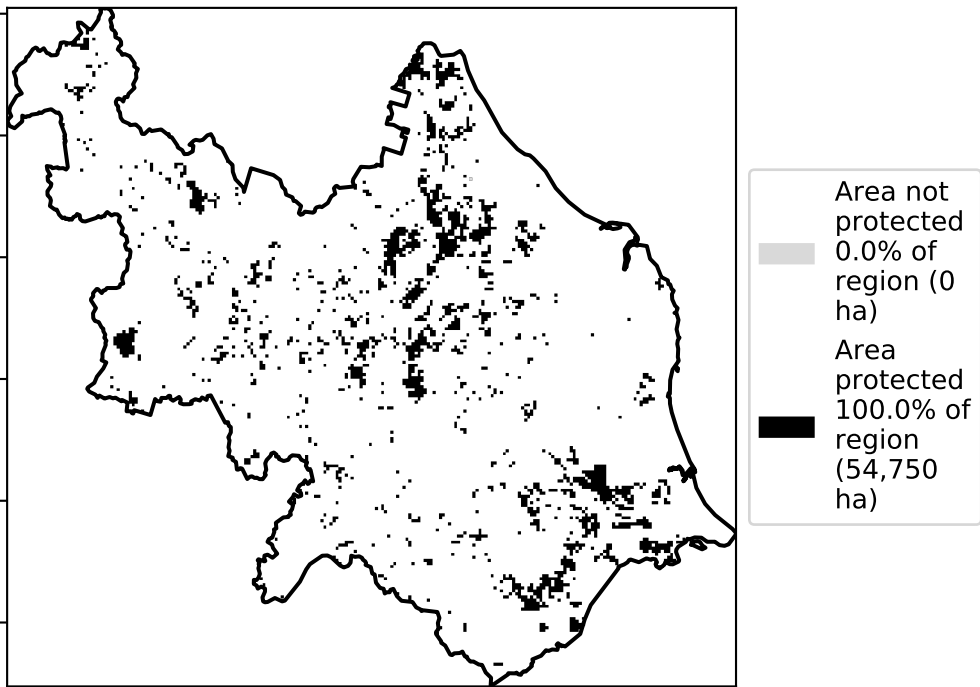 Area not
protected
0.0% of
region (0
ha)
Area
protected
100.0% of
region
(54,750
ha)